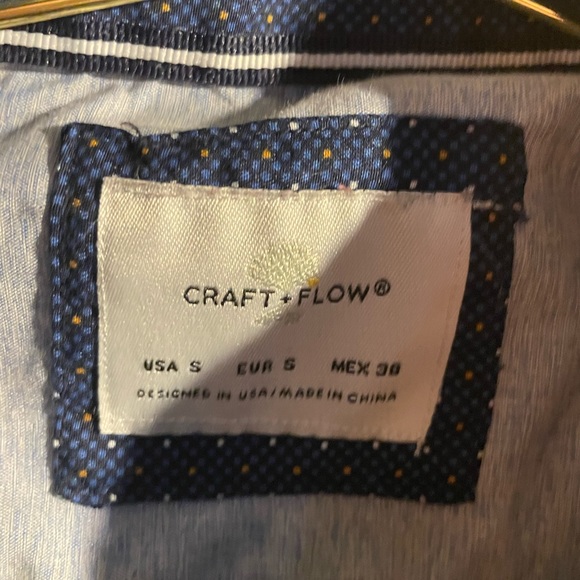 CRAFT + FLOW®
USA S EUR S MEX 38
DESIGNED IN USA/MADE IN CHINA